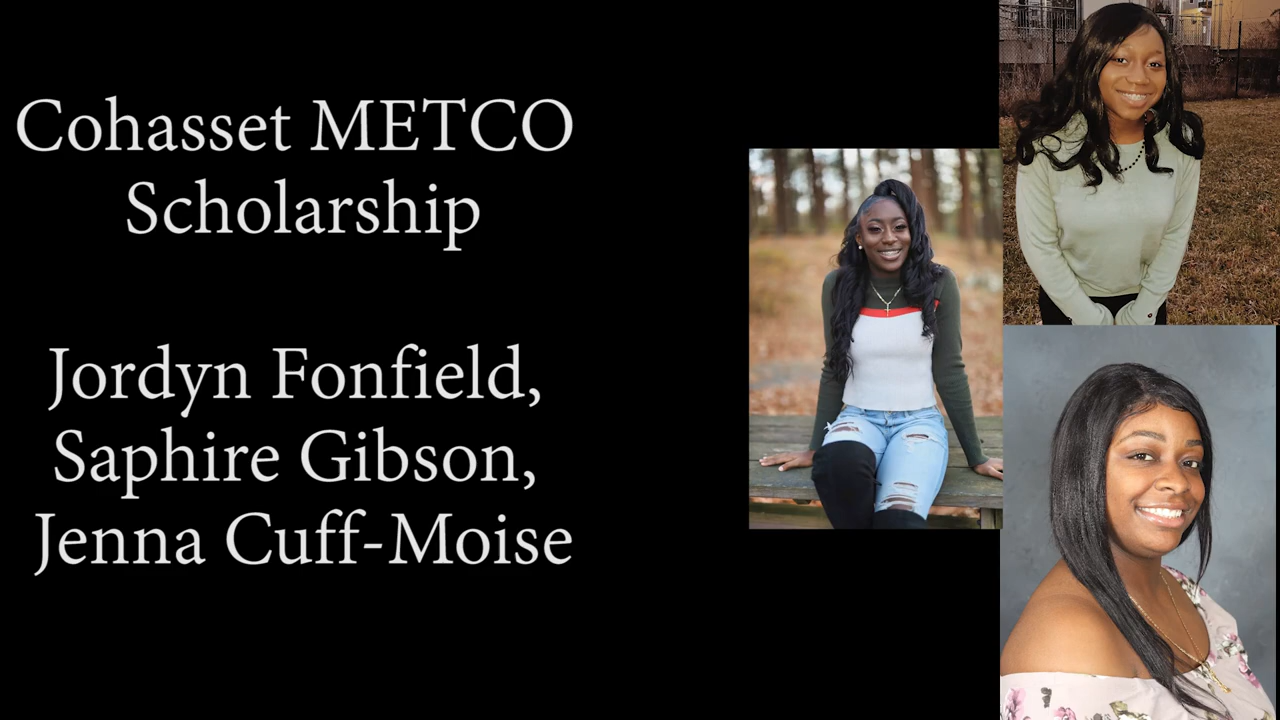 Cohasset METCO
Scholarship
Jordyn Fonfield,
Saphire Gibson,
Jenna Cuff-Moise